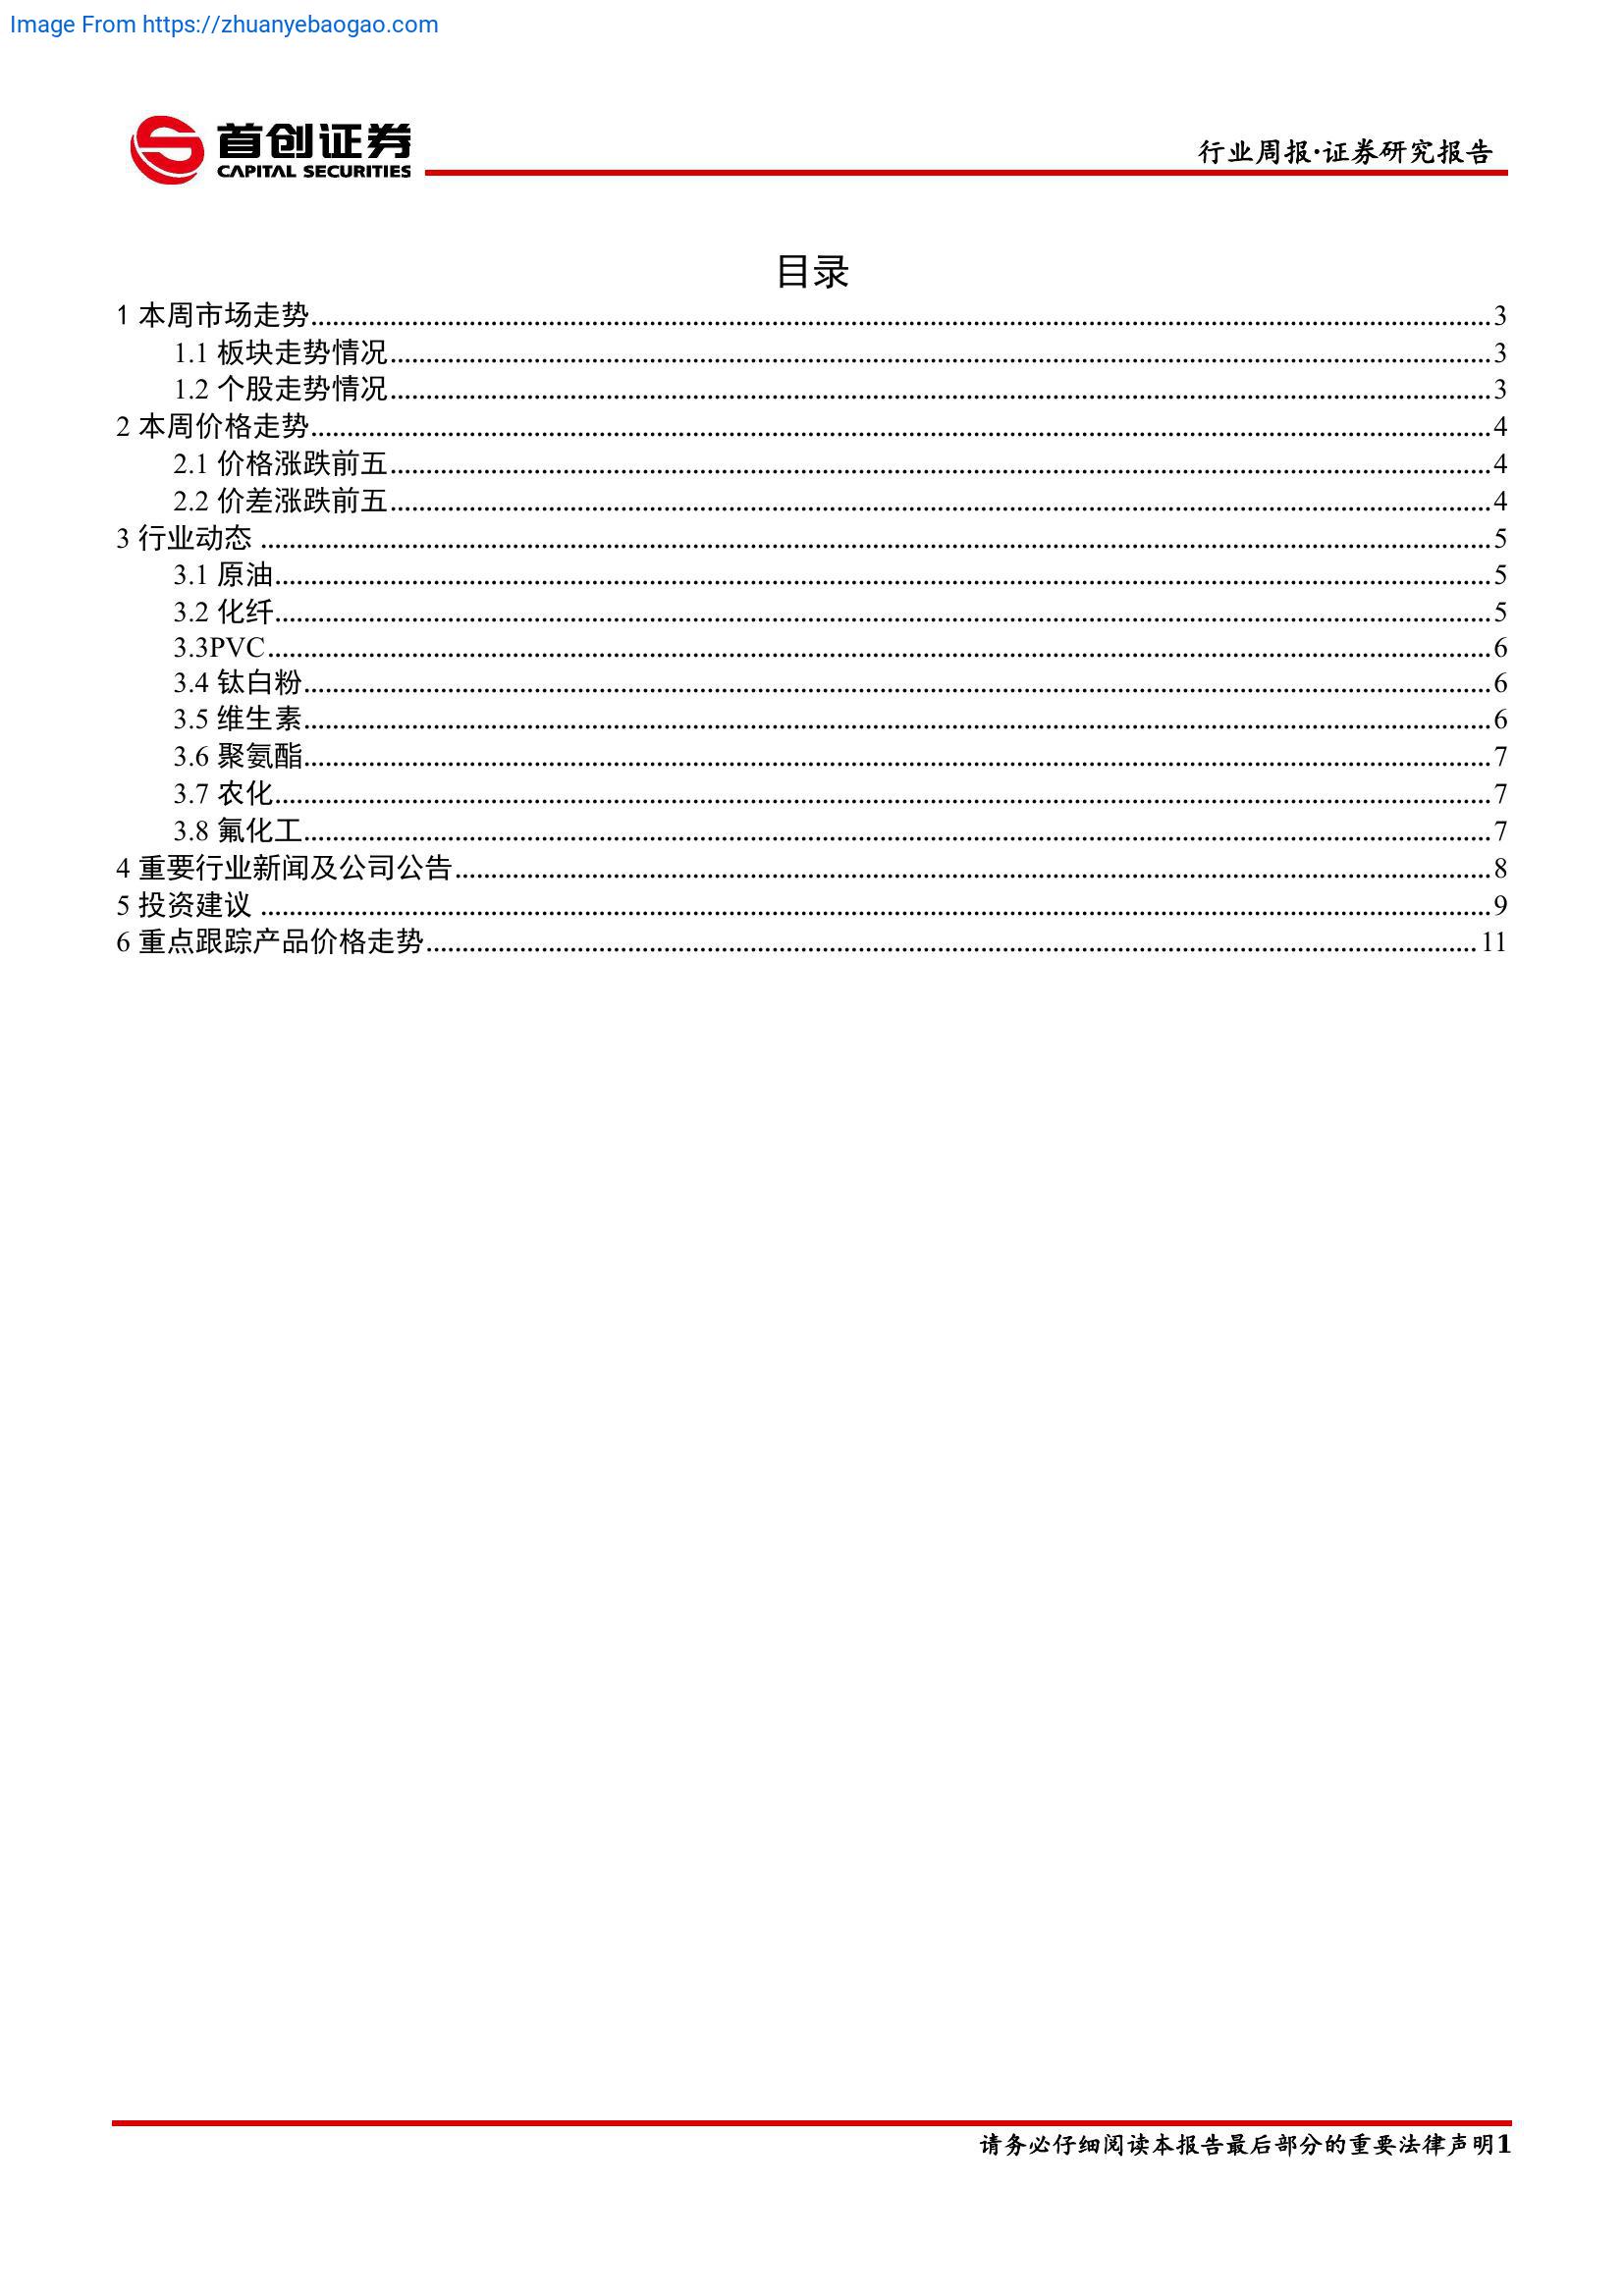 Image From https://zhuanyebaogao.com
首创证券
CAPITAL SECURITIES
行业周报·证券研究报告
目录
1 本周市场走势 3
1.1 板块走势情况 3
1.2 个股走势情况 3
2 本周价格走势 4
2.1 价格涨跌前五 4
2.2 价差涨跌前五 4
3 行业动态 5
3.1 原油 5
3.2 化纤 5
3.3PVC 6
3.4 钛白粉 6
3.5 维生素 6
3.6 聚氨酯 7
3.7 农化 7
3.8 氟化工 7
4 重要行业新闻及公司公告 8
5 投资建议 9
6 重点跟踪产品价格走势 11
请务必仔细阅读本报告最后部分的重要法律声明1